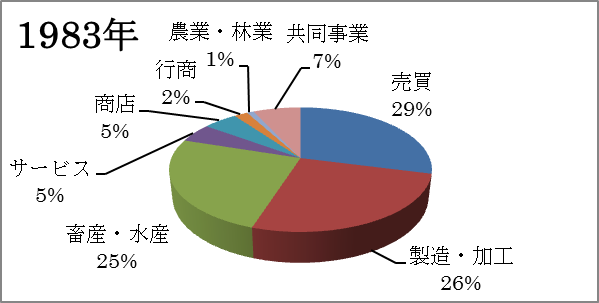 1983年
農業・林業
1%
共同事業
7%
行商
2%
売買
29%
商店
5%
サービス
5%
畜産・水産
25%
製造・加工
26%